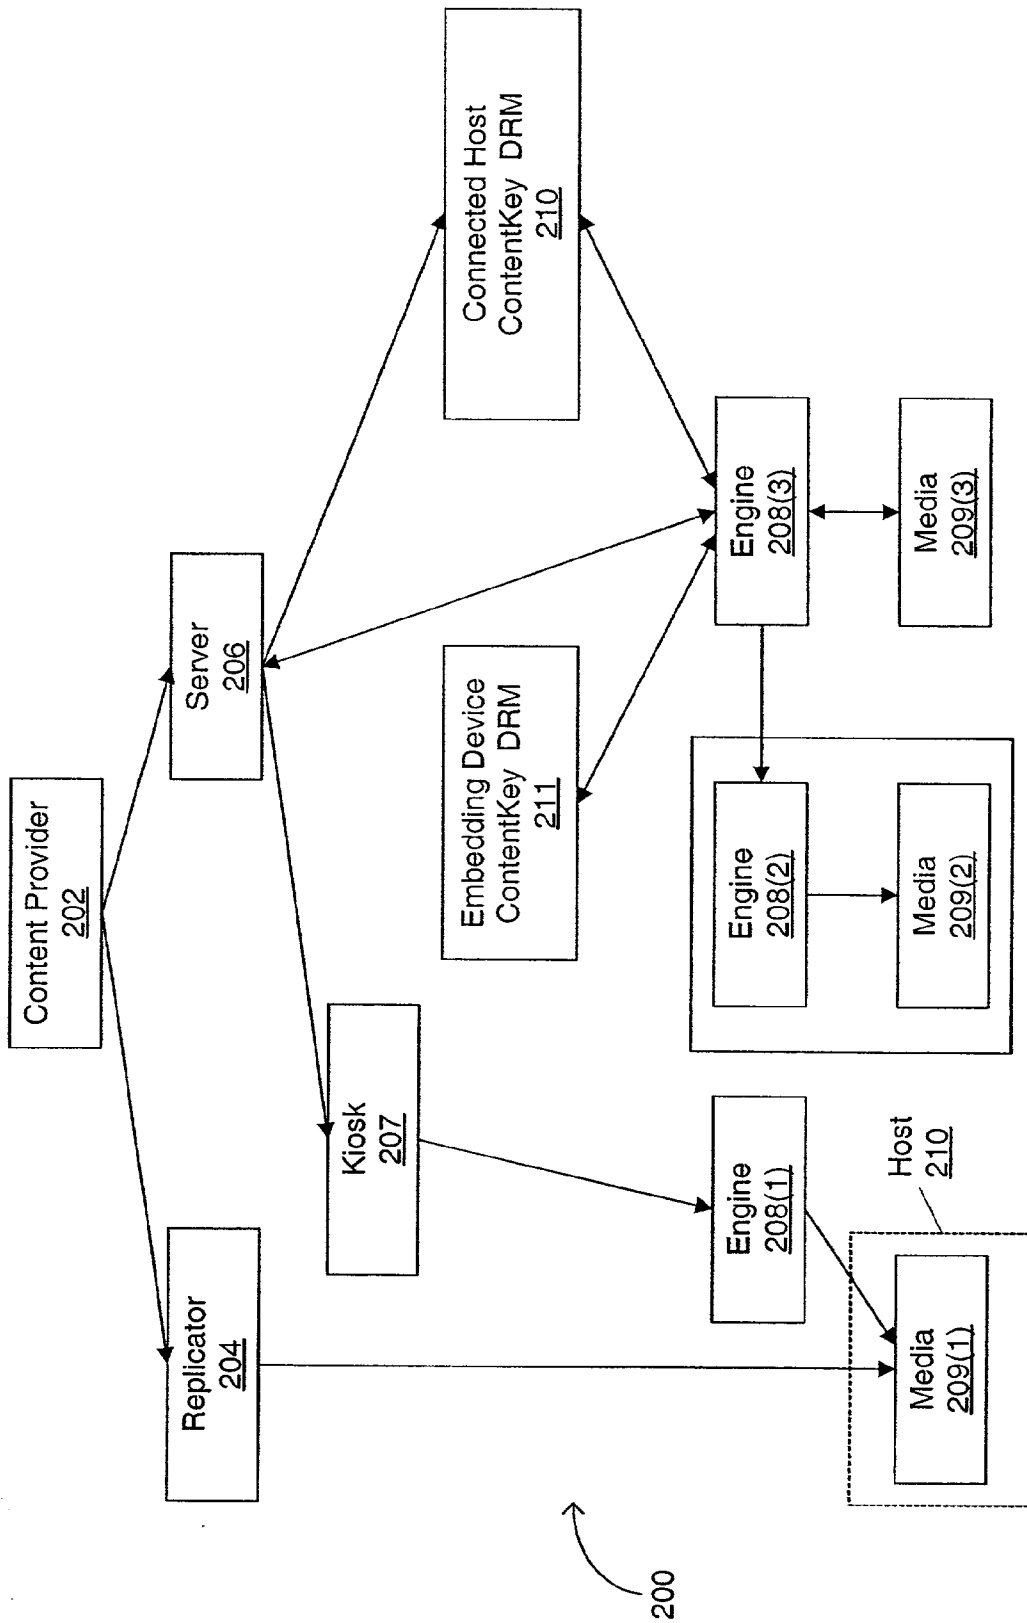 Content Provider
202
Replicator
204
Server
206
Kiosk
207
Embedding Device
ContentKey DRM
211
Connected Host
ContentKey DRM
210
Engine
208(1)
Engine
208(2)
Engine
208(3)
Host
210
Media
209(1)
Media
209(2)
Media
209(3)
200